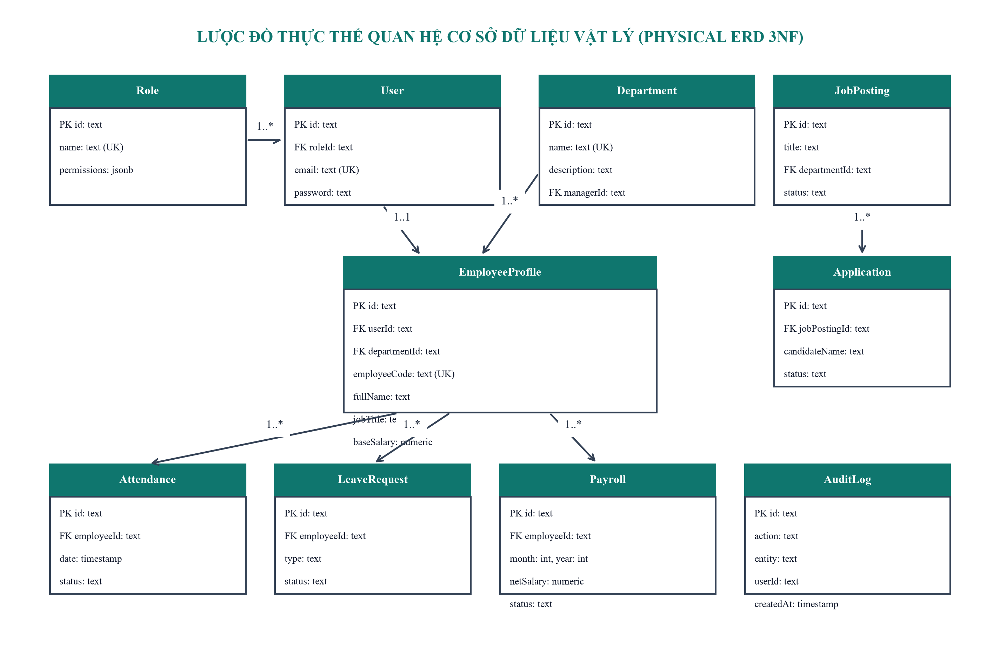 LƯỢC ĐỒ THỰC THỂ QUAN HỆ CƠ SỞ DỮ LIỆU VẬT LÝ (PHYSICAL ERD 3NF)
Role
PK id: text
name: text (UK)
permissions: jsonb
1..*
User
PK id: text
FK roleId: text
email: text (UK)
password: text
Department
PK id: text
name: text (UK)
description: text
FK managerId: text
JobPosting
PK id: text
title: text
FK departmentId: text
status: text
1..1
1..*
1..*
EmployeeProfile
PK id: text
FK userId: text
FK departmentId: text
employeeCode: text (UK)
fullName: text
jobTitle: te
baseSalary: numeric
Application
PK id: text
FK jobPostingId: text
candidateName: text
status: text
1..*
1..*
1..*
Attendance
PK id: text
FK employeeId: text
date: timestamp
status: text
LeaveRequest
PK id: text
FK employeeId: text
type: text
status: text
Payroll
PK id: text
FK employeeId: text
month: int, year: int
netSalary: numeric
status: text
AuditLog
PK id: text
action: text
entity: text
userId: text
createdAt: timestamp